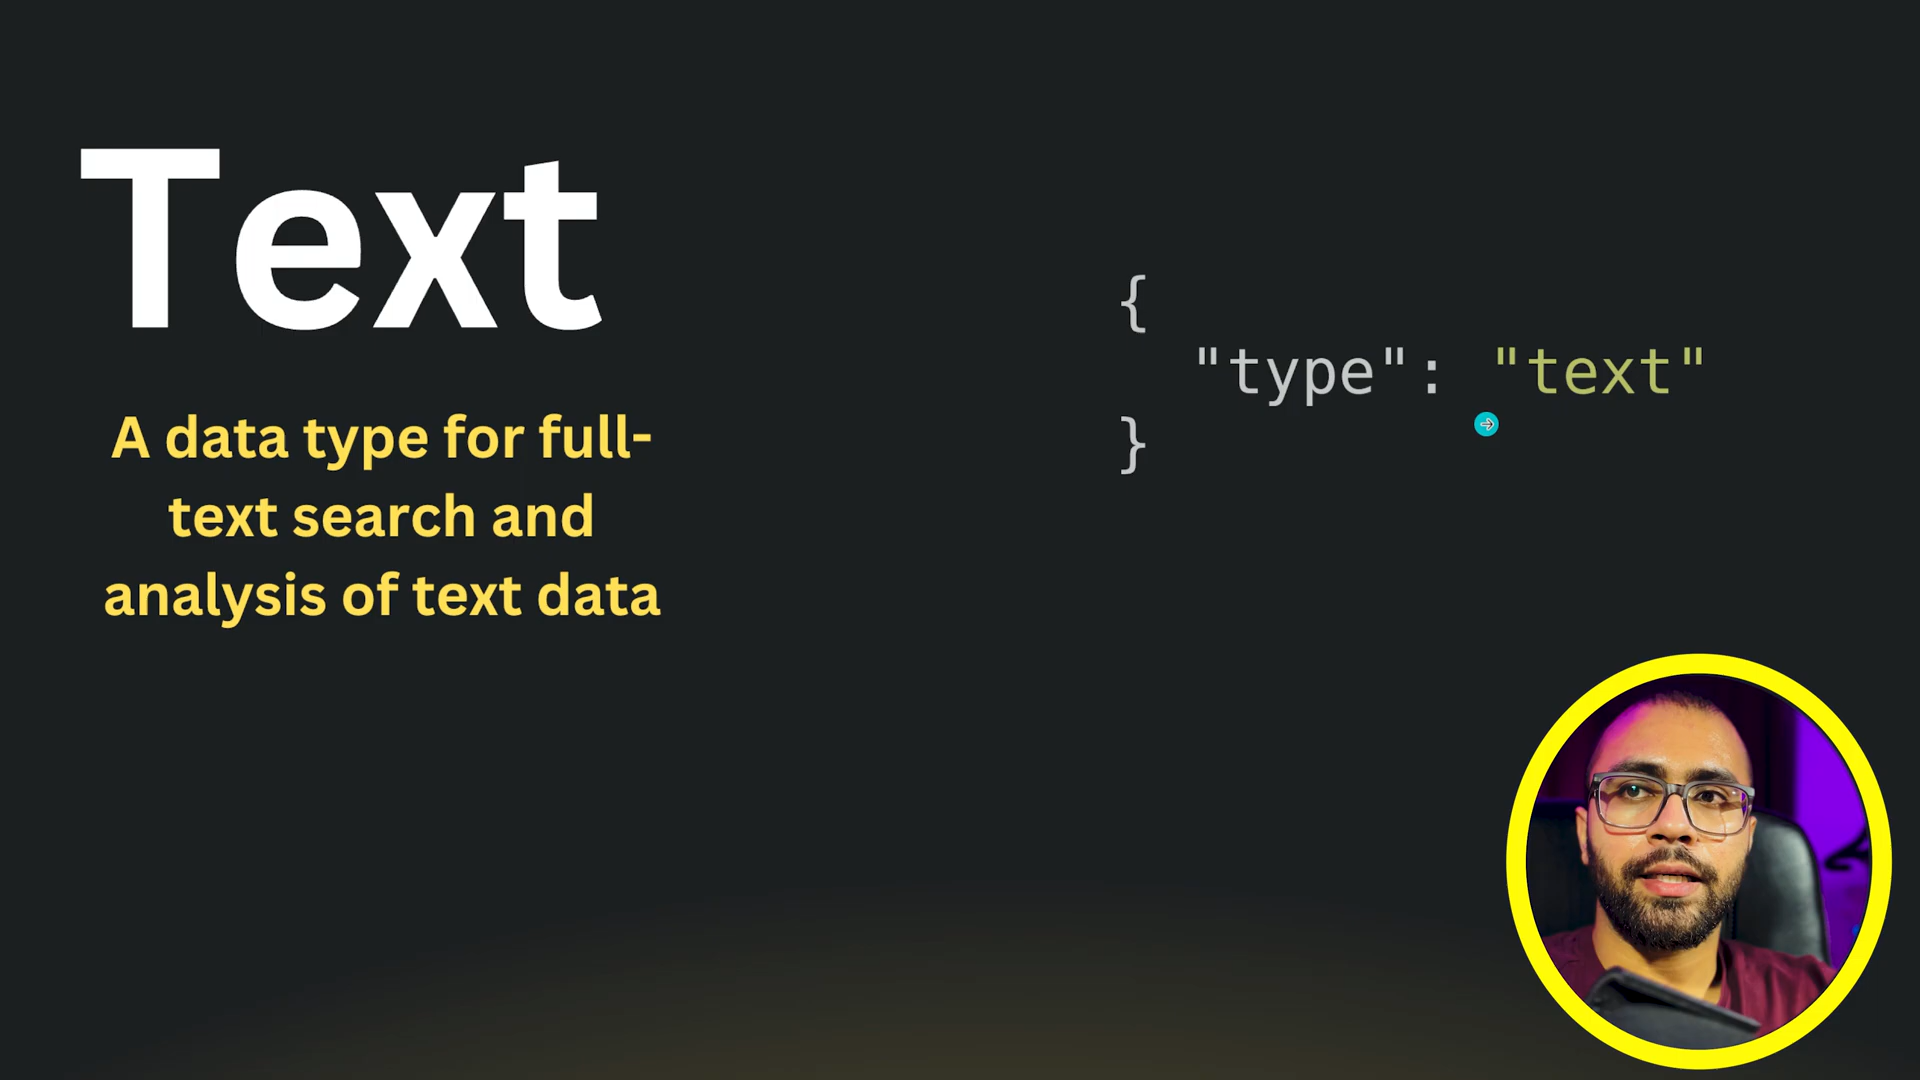 Text
A data type for full-
text search and
analysis of text data
{
"type": "text"
}